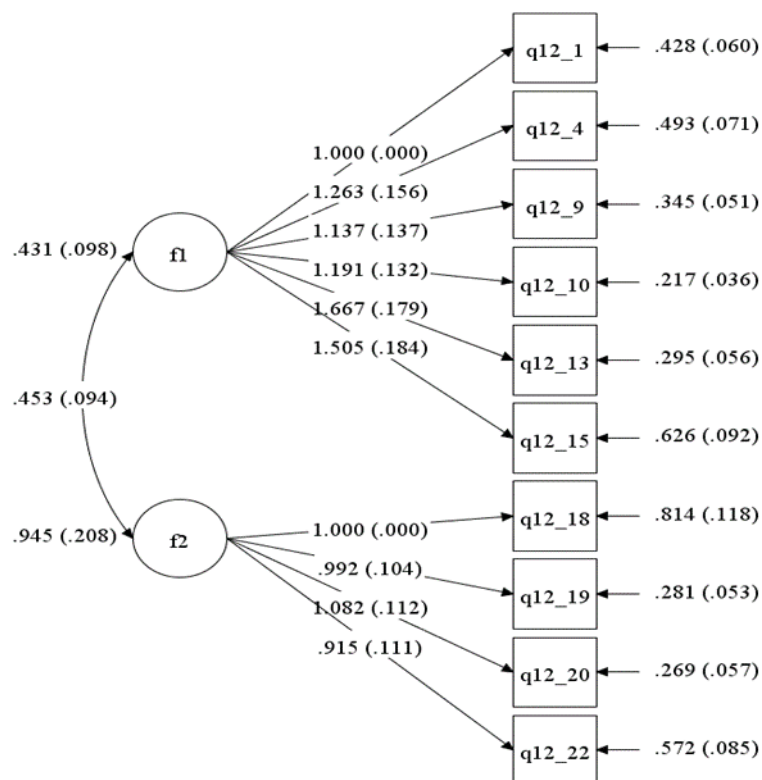 q12_1
.428 (.060)
q12_4
.493 (.071)
1.000 (.000)
1.263 (.156)
q12_9
.345 (.051)
1.137 (.137)
.431 (.098)
f1
1.191 (.132)
q12_10
.217 (.036)
1.667 (.179)
1.505 (.184)
q12_13
.295 (.056)
.453 (.094)
q12_15
.626 (.092)
q12_18
.814 (.118)
.945 (.208)
f2
1.000 (.000)
.992 (.104)
q12_19
.281 (.053)
1.082 (.112)
.915 (.111)
q12_20
.269 (.057)
q12_22
.572 (.085)